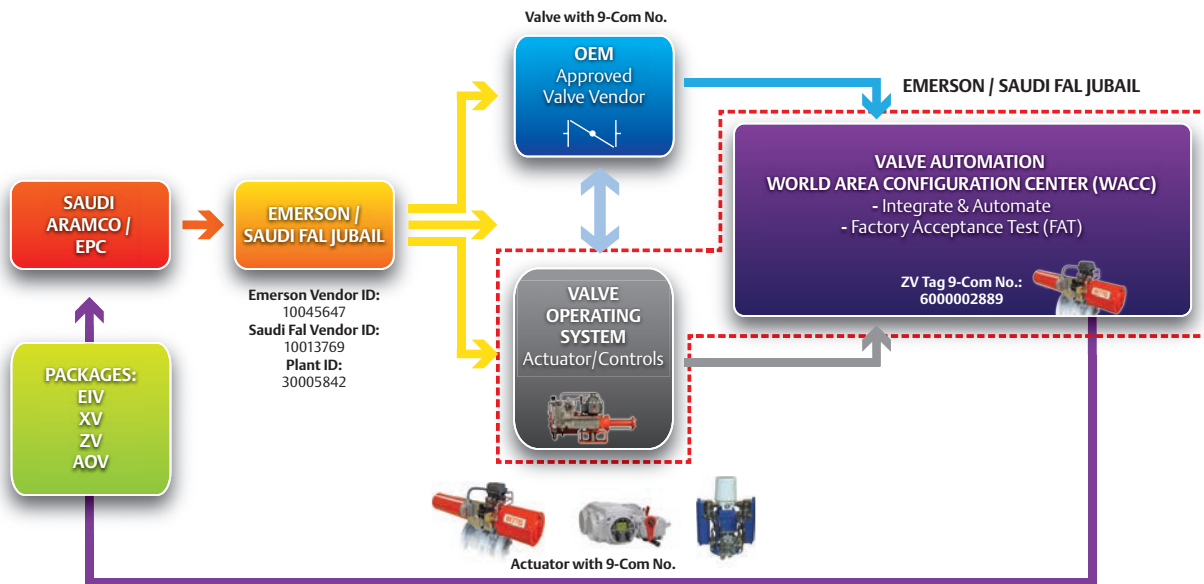 Valve with 9-Com No.
OEM
Approved
Valve Vendor
EMERSON / SAUDI FAL JUBAIL
VALVE AUTOMATION
WORLD AREA CONFIGURATION CENTER (WACC)
- Integrate & Automate
- Factory Acceptance Test (FAT)
ZV Tag 9-Com No.:
6000002889
SAUDI
ARAMCO /
EPC
EMERSON /
SAUDI FAL JUBAIL
Emerson Vendor ID:
10045647
Saudi Fal Vendor ID:
10013769
Plant ID:
30005842
VALVE
OPERATING
SYSTEM
Actuator/Controls
PACKAGES:
EIV
XV
ZV
AOV
Actuator with 9-Com No.